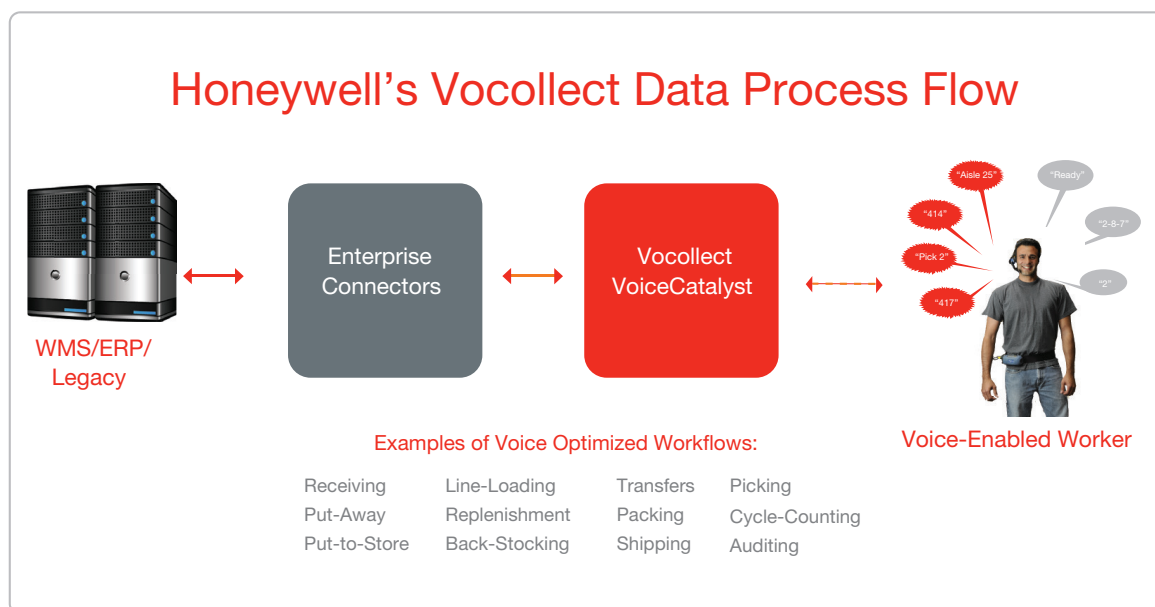 Honeywell’s Vocollect Data Process Flow
“Aisle 25”
“Ready”
“414”
“2-8-7”
“Pick 2”
“2”
“417”
Enterprise
Connectors
Vocollect
VoiceCatalyst
WMS/ERP/
Legacy
Voice-Enabled Worker
Examples of Voice Optimized Workflows:
Receiving Line-Loading Transfers Picking
Put-Away Replenishment Packing Cycle-Counting
Put-to-Store Back-Stocking Shipping Auditing